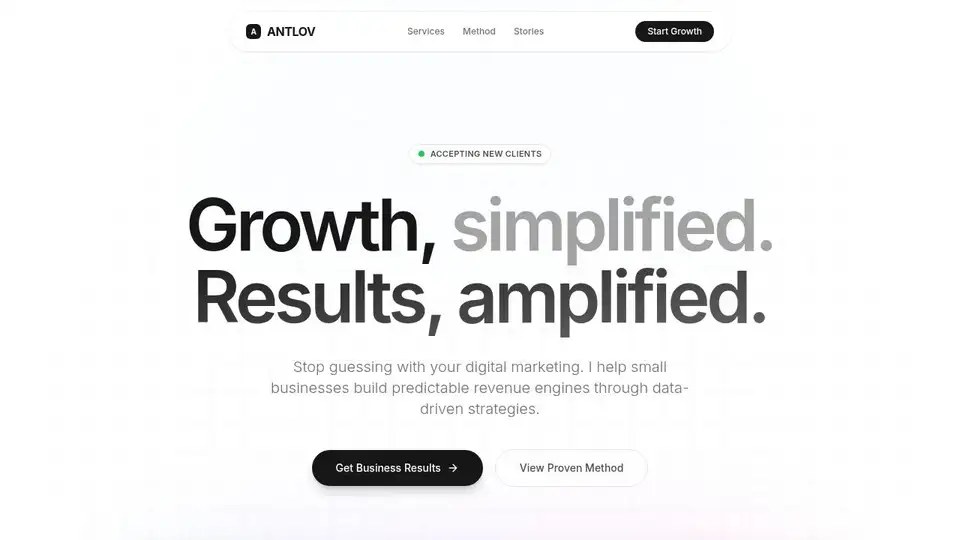 A ANTLOV
Services Method Stories
Start Growth
ACCEPTING NEW CLIENTS
Growth, simplified.
Results, amplified.
Stop guessing with your digital marketing. I help small
businesses build predictable revenue engines through data-
driven strategies.
Get Business Results →
View Proven Method